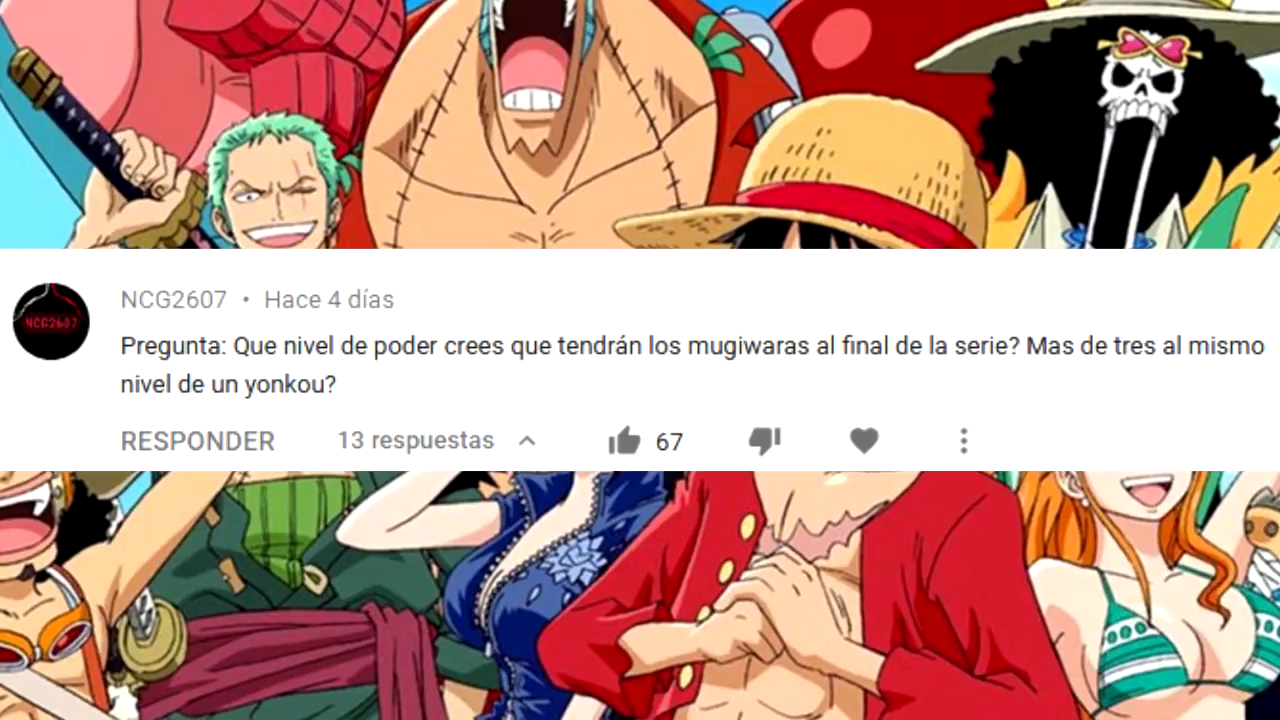 NCG2607 • Hace 4 días
NCG2607
Pregunta: Que nivel de poder crees que tendrán los mugiwaras al final de la serie? Mas de tres al mismo
nivel de un yonkou?
RESPONDER 13 respuestas 67